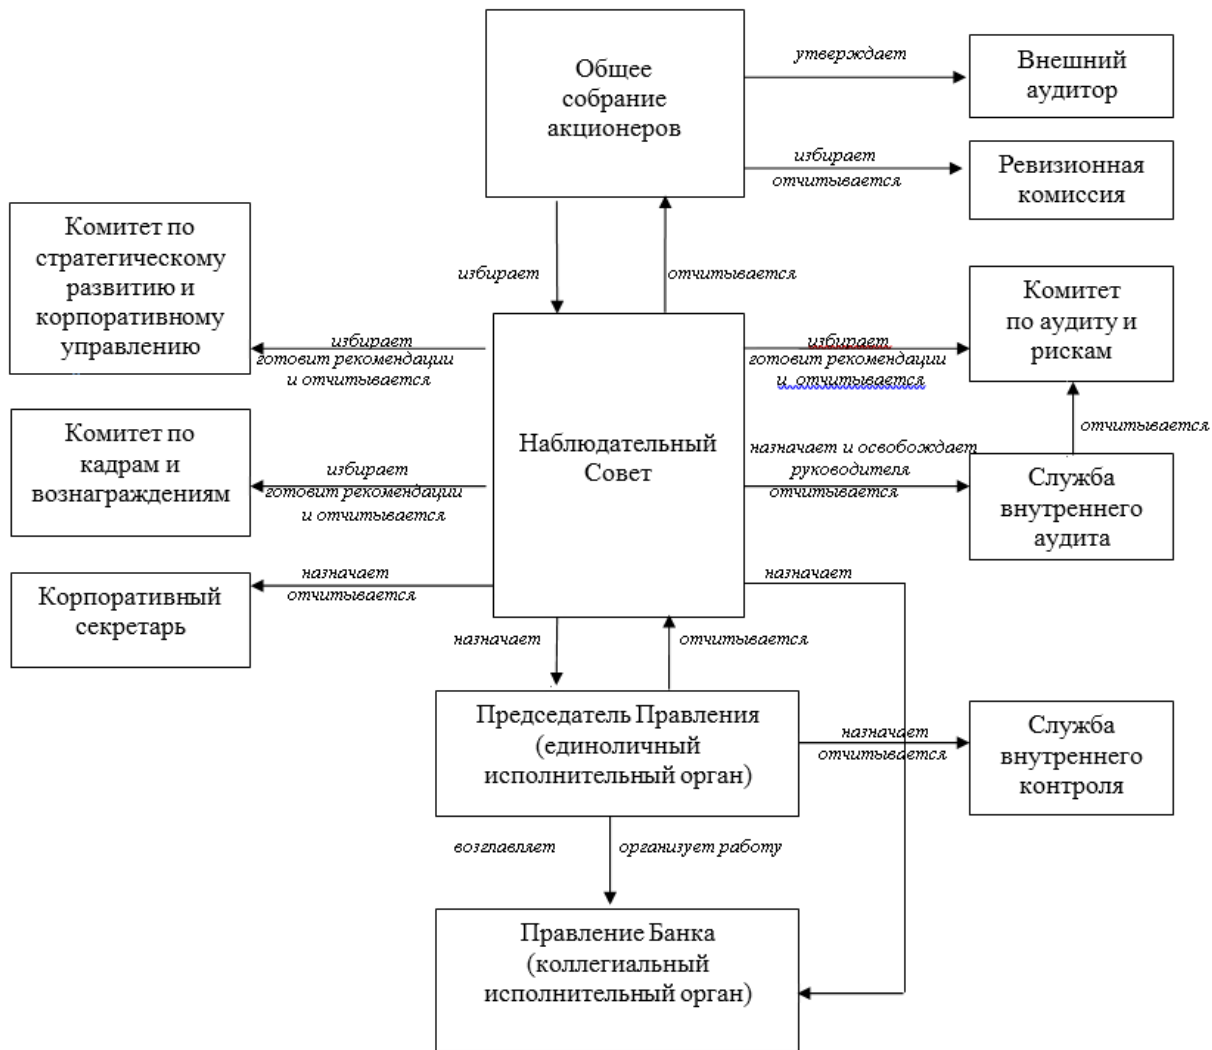 Общее
собрание
акционеров
утверждает
Внешний
аудитор
избирает
отчитывается
Ревизионная
комиссия
Комитет по
стратегическому
развитию и
корпоративному
управлению
избирает
отчитывается
Комитет
по аудиту и
рискам
избирает
готовит рекомендации
и отчитывается
избирает
готовит рекомендации
и отчитывается
отчитывается
Наблюдательный
Совет
Комитет по
кадрам и
вознаграждениям
избирает
готовит рекомендации
и отчитывается
назначает и освобождает
руководителя
отчитывается
Служба
внутреннего
аудита
Корпоративный
секретарь
назначает
отчитывается
назначает
назначает
отчитывается
Председатель Правления
(единоличный
исполнительный орган)
назначает
отчитывается
Служба
внутреннего
контроля
возглавляет
организует работу
Правление Банка
(коллегиальный
исполнительный орган)